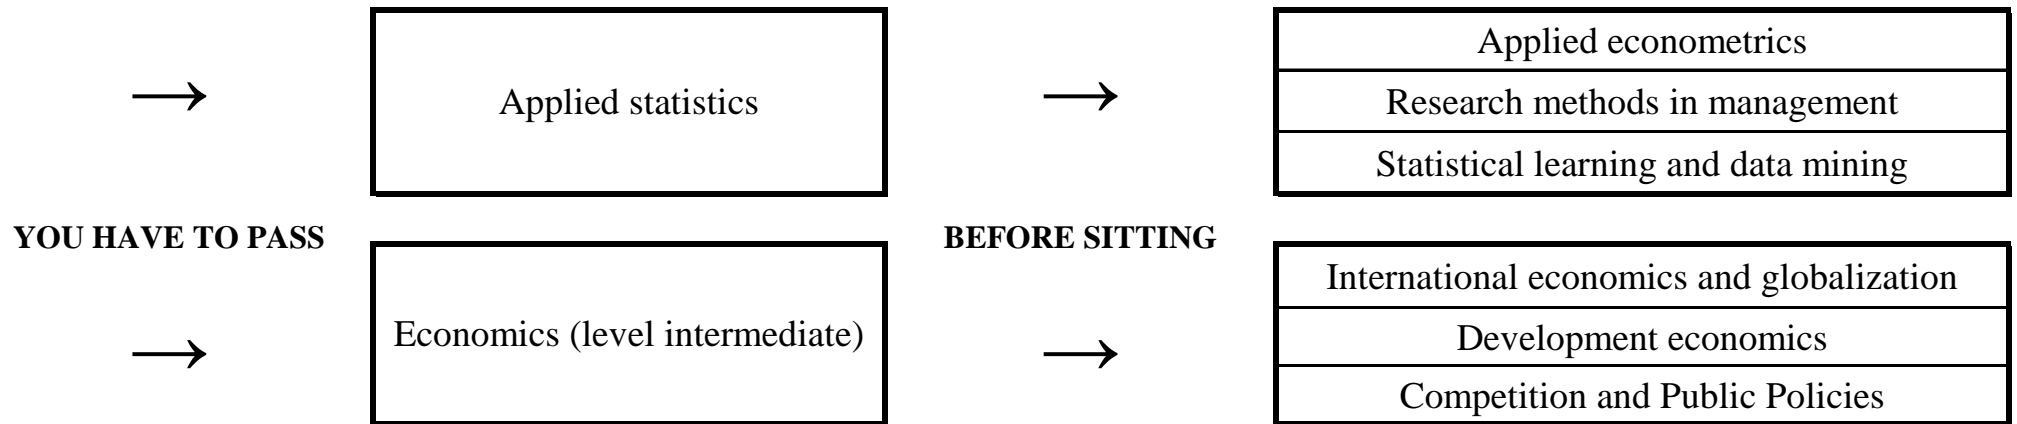 →
Applied statistics
→
Applied econometrics
Research methods in management
Statistical learning and data mining
YOU HAVE TO PASS
BEFORE SITTING
→
Economics (level intermediate)
→
International economics and globalization
Development economics
Competition and Public Policies